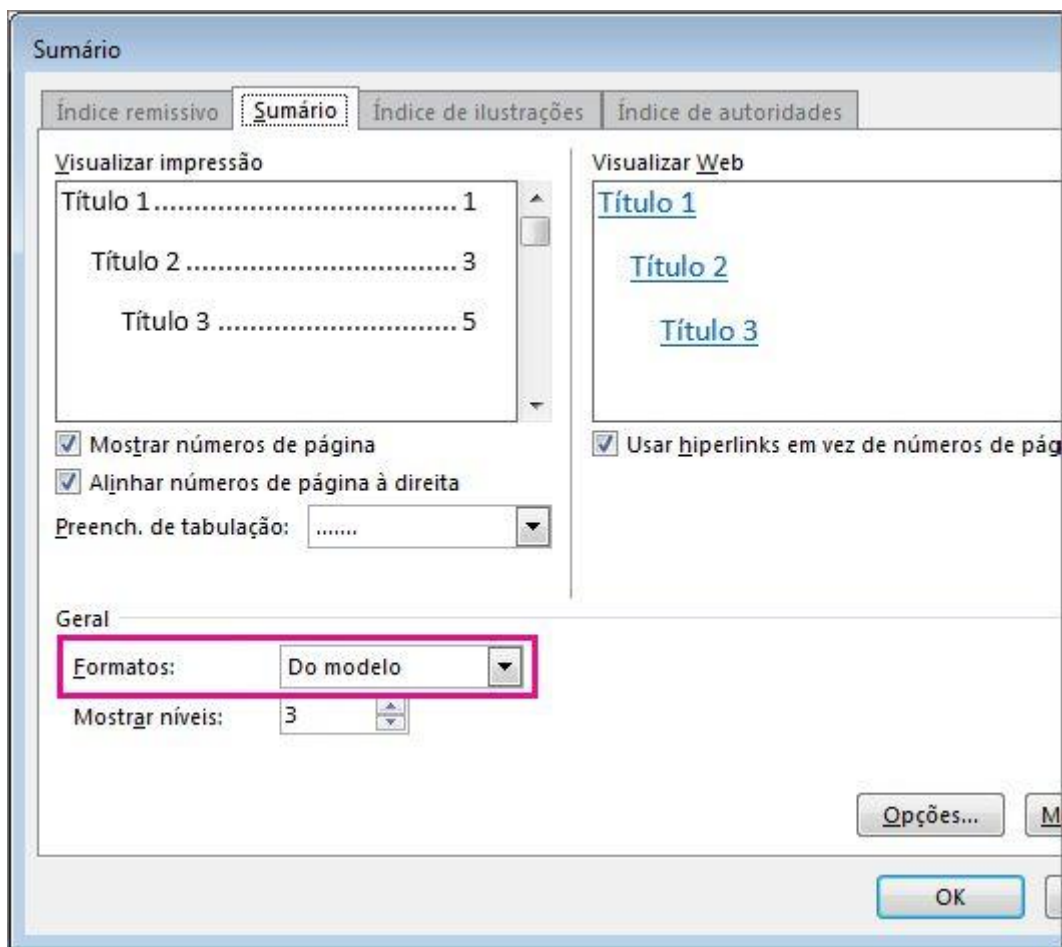 Sumário
Índice remissivo Sumário Índice de ilustrações Índice de autoridades
Visualizar impressão
Título 1..................................... 1
Título 2 ................................. 3
Título 3 ............................. 5
Mostrar números de página
Alinhar números de página à direita
Preench. de tabulação: .......
Visualizar Web
Título 1
Título 2
Título 3
Usar hiperlinks em vez de números de pág
Geral
Formatos: Do modelo
Mostrar níveis: 3
Opções... M
OK